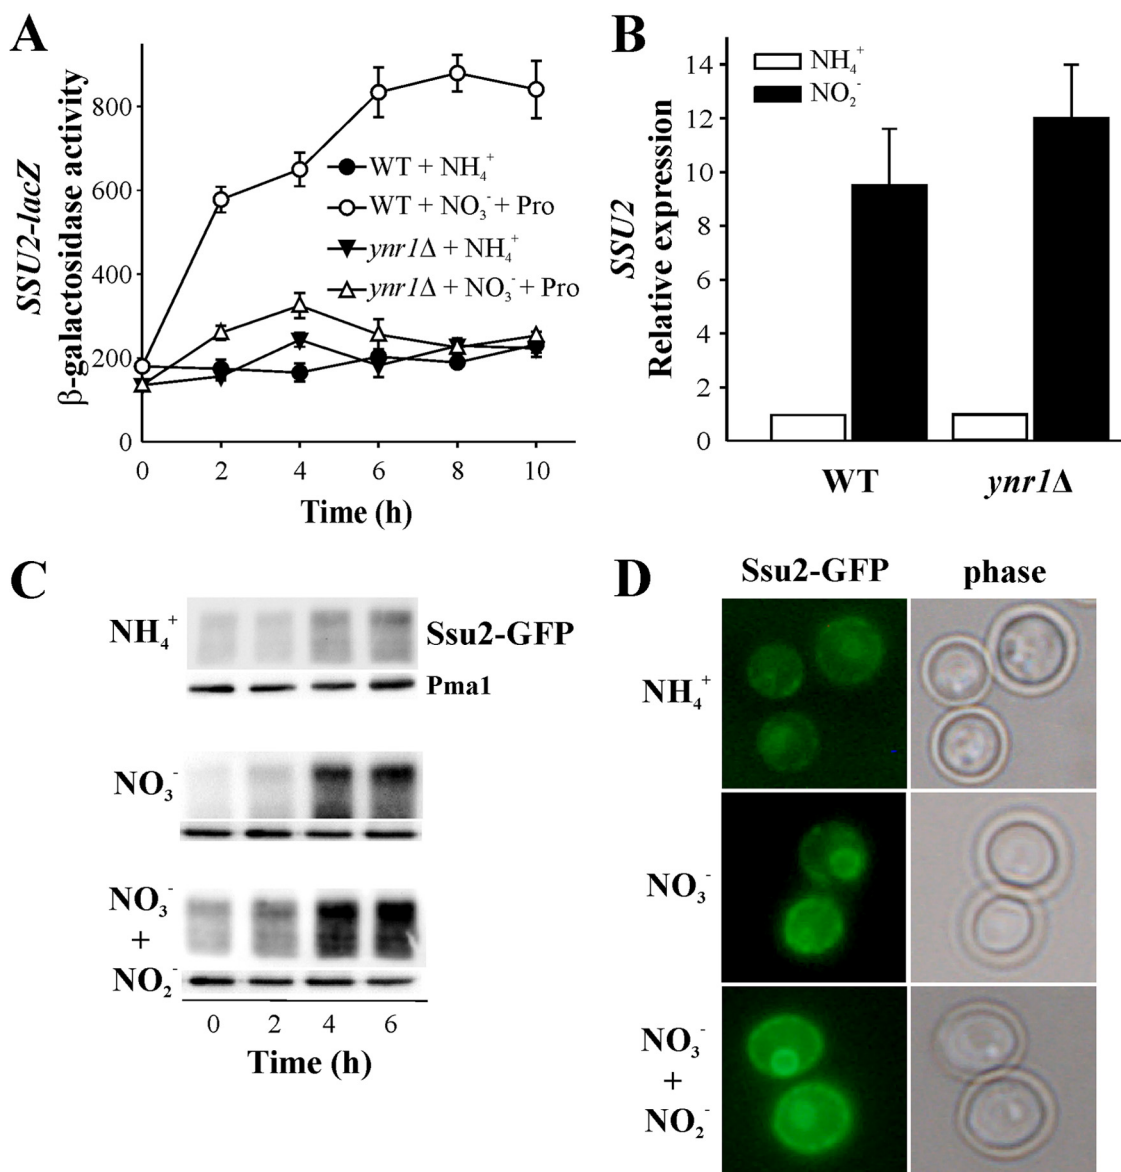 A
SSU2-lacZ
β-galactosidase activity
800
600
400
200
0
WT + NH₄⁺
WT + NO₃⁻ + Pro
ynr1Δ + NH₄⁺
ynr1Δ + NO₃⁻ + Pro
0 2 4 6 8 10
Time (h)
B
SSU2
Relative expression
14
12
10
8
6
4
2
0
NH₄⁺
NO₂⁻
WT ynr1Δ
C
NH₄⁺ Ssu2-GFP
Pma1
NO₃⁻
NO₃⁻
+
NO₂⁻
0 2 4 6
Time (h)
D
Ssu2-GFP phase
NH₄⁺
NO₃⁻
NO₃⁻
+
NO₂⁻